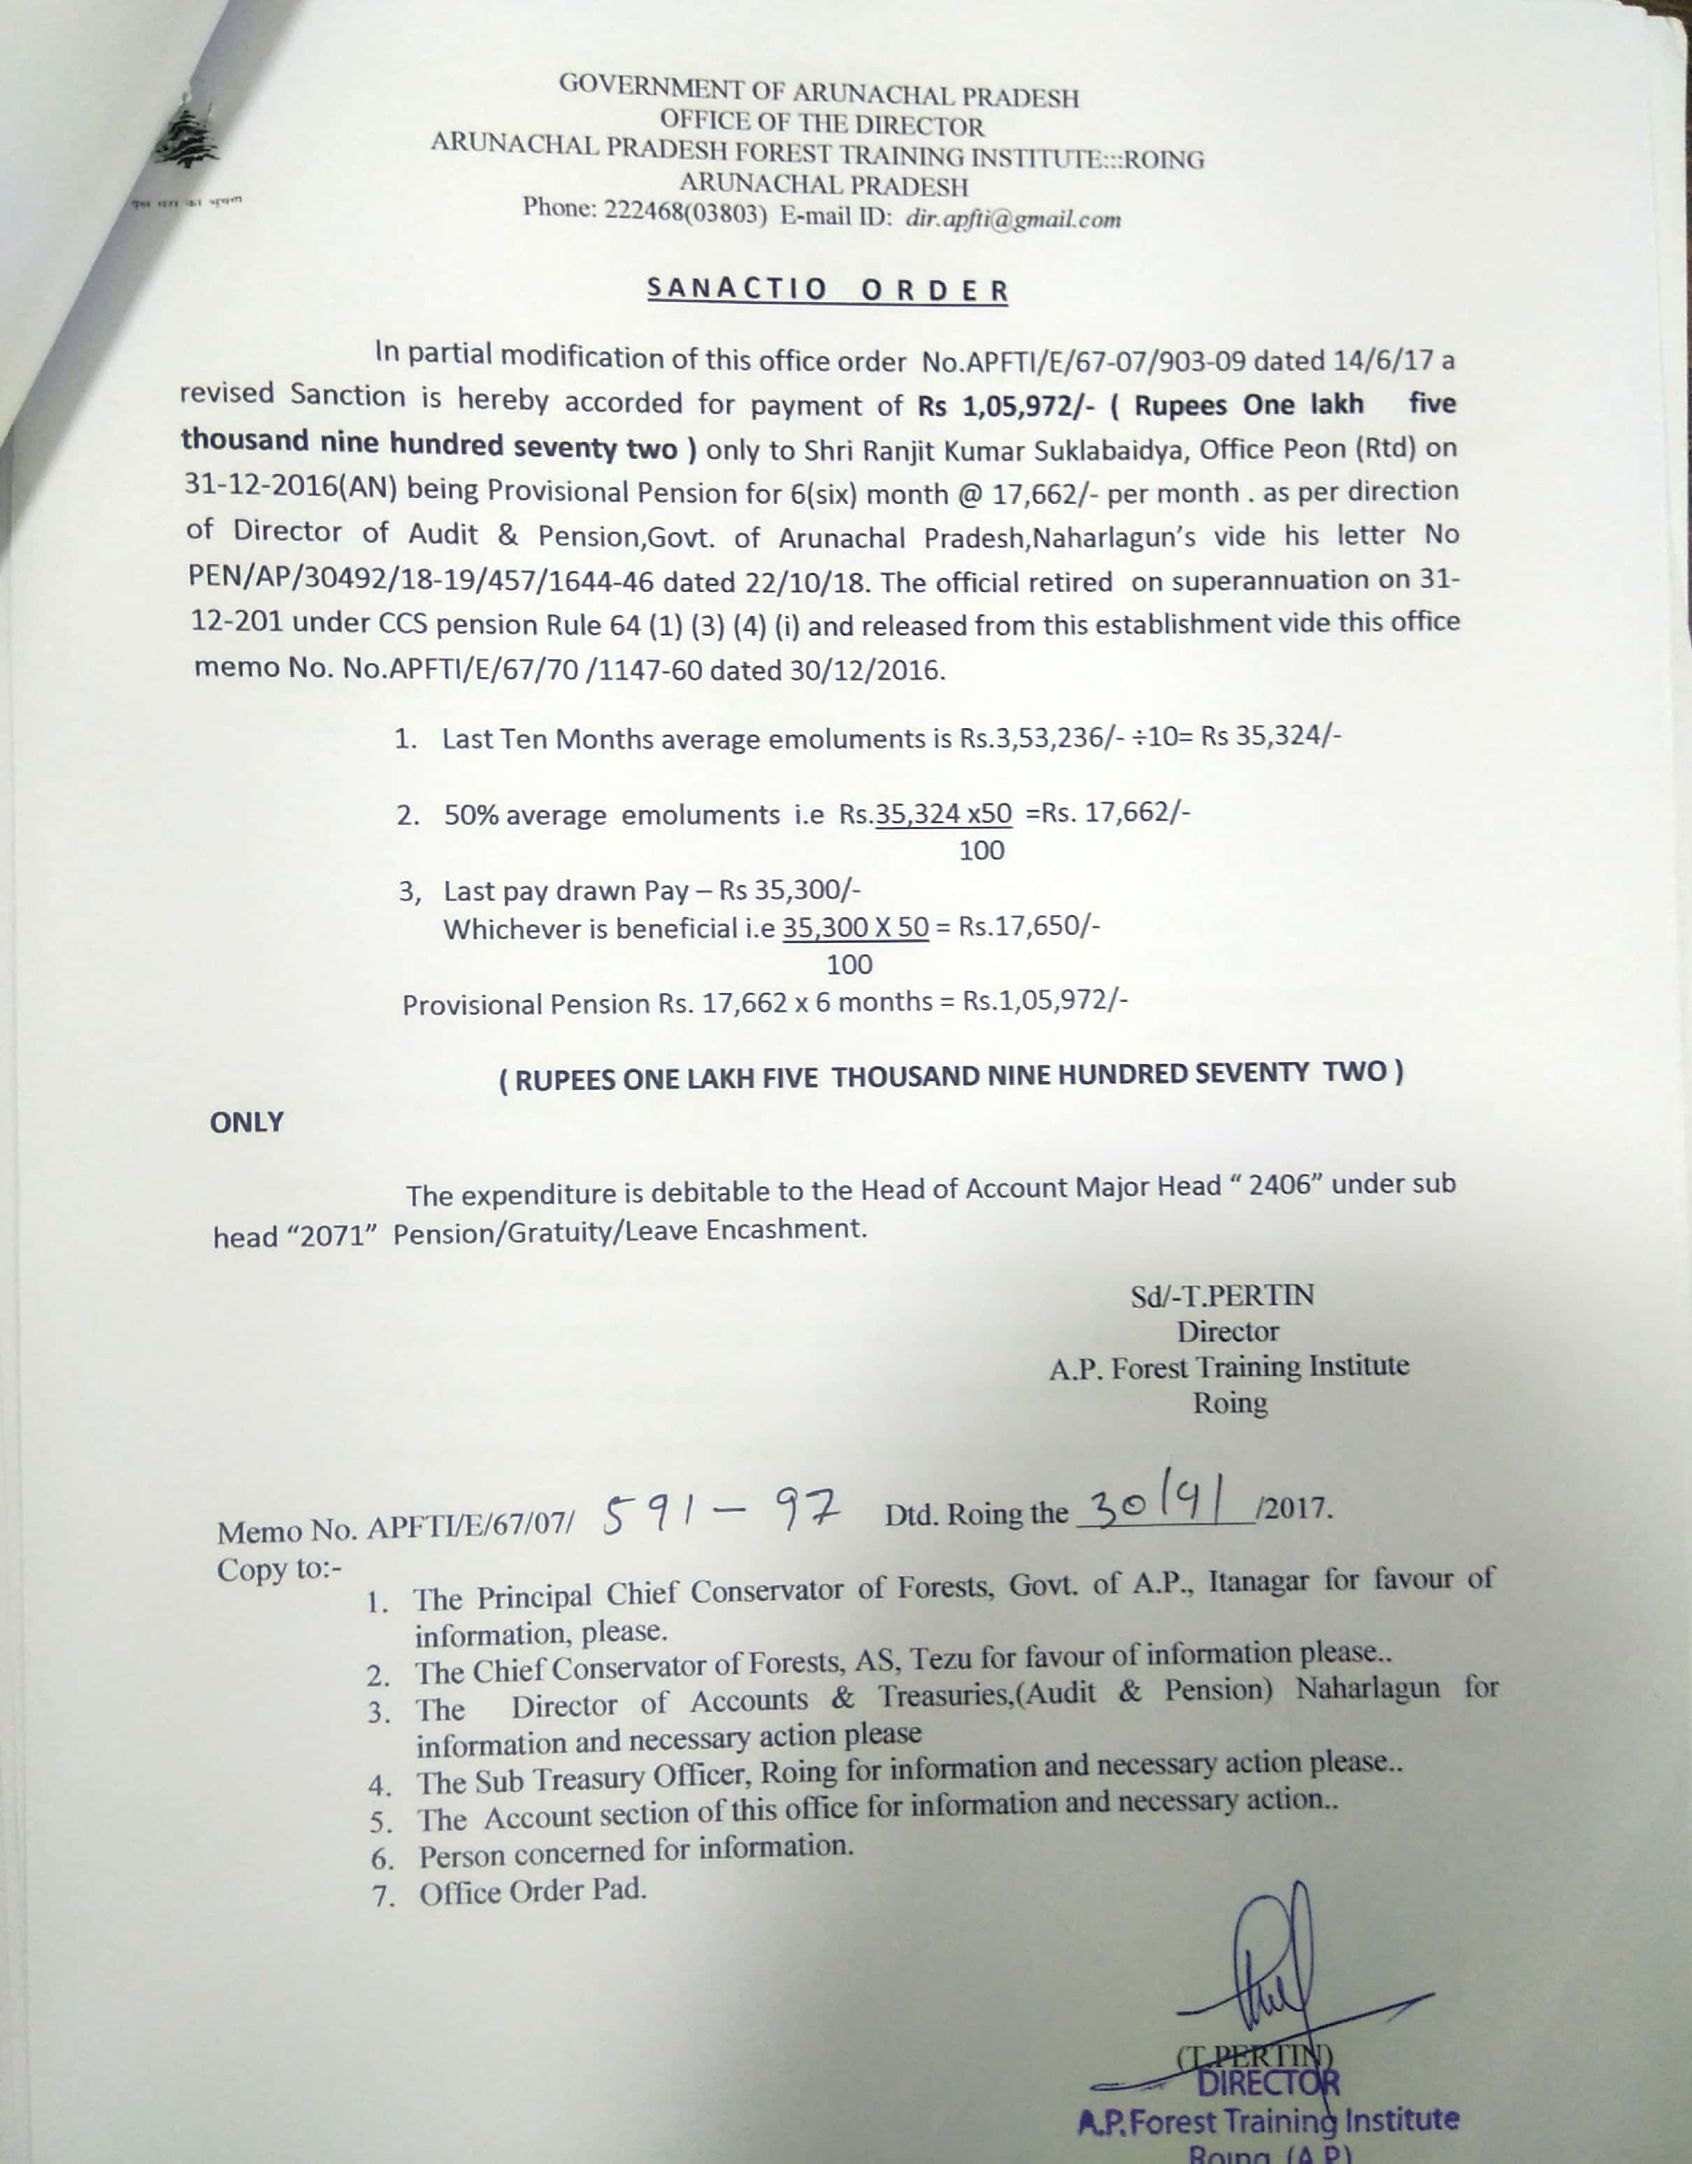 GOVERNMENT OF ARUNACHAL PRADESH
OFFICE OF THE DIRECTOR
ARUNACHAL PRADESH FOREST TRAINING INSTITUTE:::ROING
ARUNACHAL PRADESH
Phone: 222468(03803) E-mail ID: dir.apfti@gmail.com
SANACTIO ORDER
In partial modification of this office order No.APFTI/E/67-07/903-09 dated 14/6/17 a
revised Sanction is hereby accorded for payment of Rs 1,05,972/- ( Rupees One lakh five
thousand nine hundred seventy two ) only to Shri Ranjit Kumar Suklabaidya, Office Peon (Rtd) on
31-12-2016(AN) being Provisional Pension for 6(six) month @ 17,662/- per month . as per direction
of Director of Audit & Pension,Govt. of Arunachal Pradesh,Naharlagun's vide his letter No
PEN/AP/30492/18-19/457/1644-46 dated 22/10/18. The official retired on superannuation on 31-
12-201 under CCS pension Rule 64 (1) (3) (4) (i) and released from this establishment vide this office
memo No. No.APFTI/E/67/70 /1147-60 dated 30/12/2016.
1. Last Ten Months average emoluments is Rs.3,53,236/- ÷10= Rs 35,324/-
2. 50% average emoluments i.e Rs.35,324 x50 =Rs. 17,662/-
100
3, Last pay drawn Pay – Rs 35,300/-
Whichever is beneficial i.e 35,300 X 50 = Rs.17,650/-
100
Provisional Pension Rs. 17,662 x 6 months = Rs.1,05,972/-
( RUPEES ONE LAKH FIVE THOUSAND NINE HUNDRED SEVENTY TWO )
ONLY
The expenditure is debitable to the Head of Account Major Head “ 2406” under sub
head “2071” Pension/Gratuity/Leave Encashment.
Sd/-T.PERTIN
Director
A.P. Forest Training Institute
Roing
Memo No. APFTI/E/67/07/ 591-97 Dtd. Roing the 30/9/ /2017.
Copy to:-
1. The Principal Chief Conservator of Forests, Govt. of A.P., Itanagar for favour of
information, please.
2. The Chief Conservator of Forests, AS, Tezu for favour of information please..
3. The Director of Accounts & Treasuries,(Audit & Pension) Naharlagun for
information and necessary action please
4. The Sub Treasury Officer, Roing for information and necessary action please..
5. The Account section of this office for information and necessary action..
6. Person concerned for information.
7. Office Order Pad.
(T.PERTIN)
DIRECTOR
A.P. Forest Training Institute
Roing (A.P)